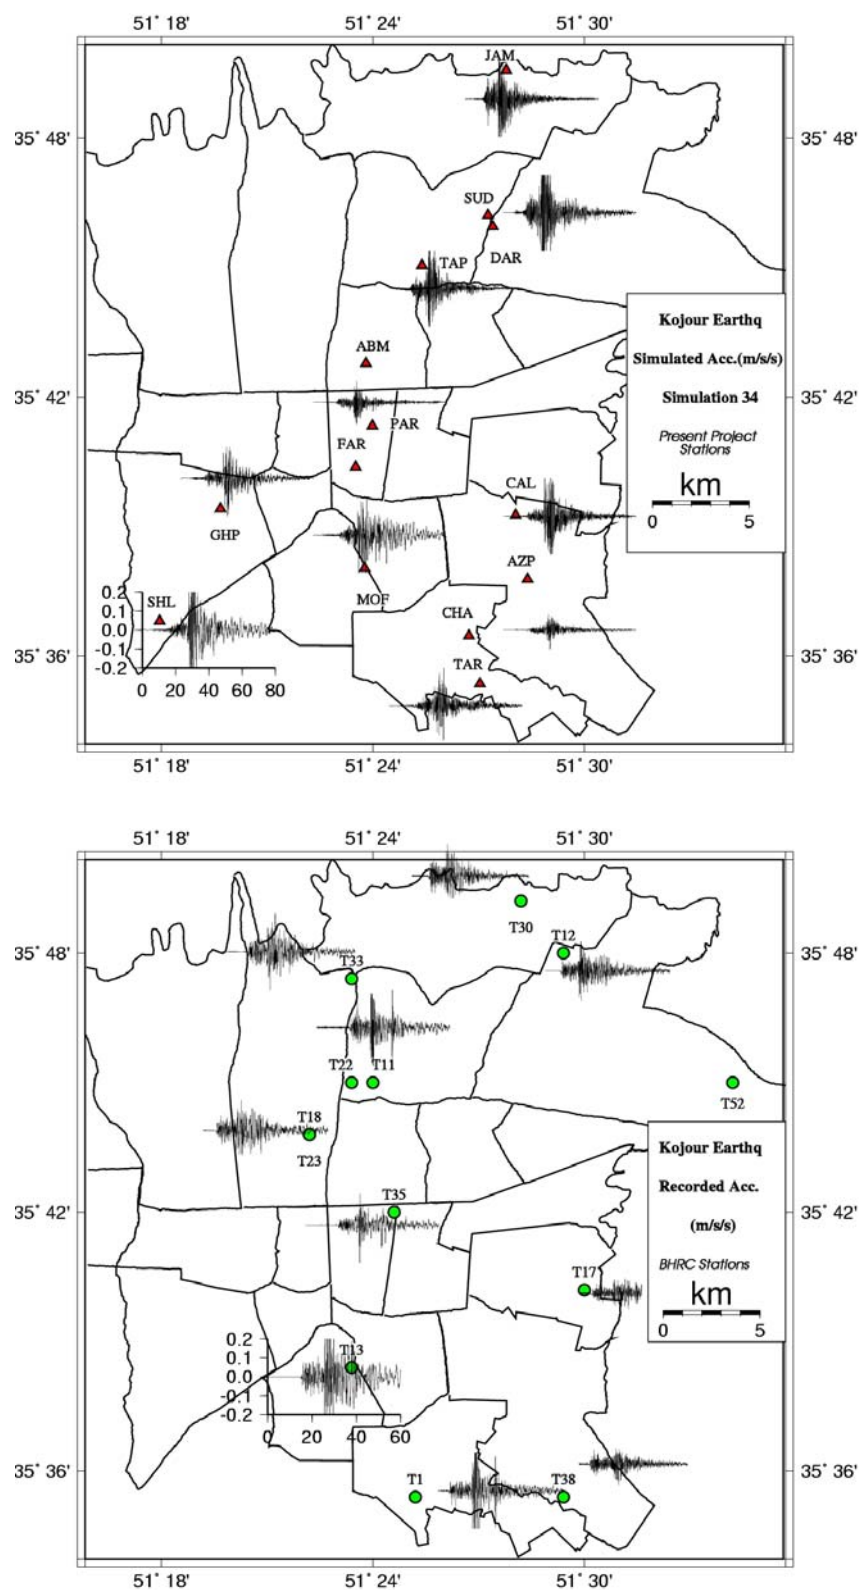 51° 18' 51° 24' 51° 30'
JAM
35° 48' 35° 48'
SUD
DAR
TAP
Kojour Earthq
ABM
Simulated Acc.(m/s/s)
35° 42' 35° 42'
Simulation 34
PAR
Present Project
Stations
FAR
km
CAL
0 5
GHP
AZP
MOF
0.2
SHL
0.1
CHA
0.0
-0.1
35° 36' 35° 36'
TAR
-0.2
0 20 40 60 80
51° 18' 51° 24' 51° 30'
51° 18' 51° 24' 51° 30'
T30
T12
35° 48' 35° 48'
T33
T22 T11
T52
T18
T23
Kojour Earthq
Recorded Acc.
T35
35° 42' 35° 42'
(m/s/s)
BHRC Stations
T17
km
0 5
0.2
T13
0.1
0.0
-0.1
-0.2
0 20 40 60
35° 36' 35° 36'
T1 T38
51° 18' 51° 24' 51° 30'